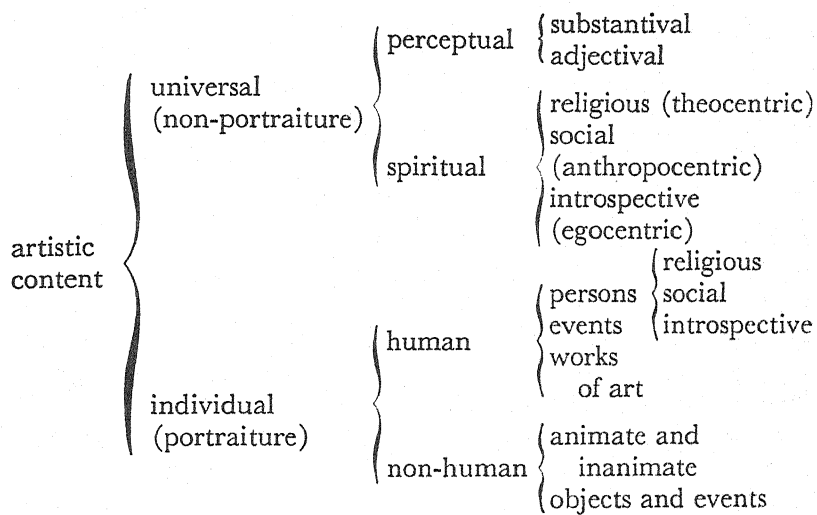 artistic
content
universal
(non-portraiture)
perceptual
substantival
adjectival
spiritual
religious (theocentric)
social
(anthropocentric)
introspective
(egocentric)
individual
(portraiture)
human
persons
religious
social
introspective
events
works
of art
non-human
animate and
inanimate
objects and events